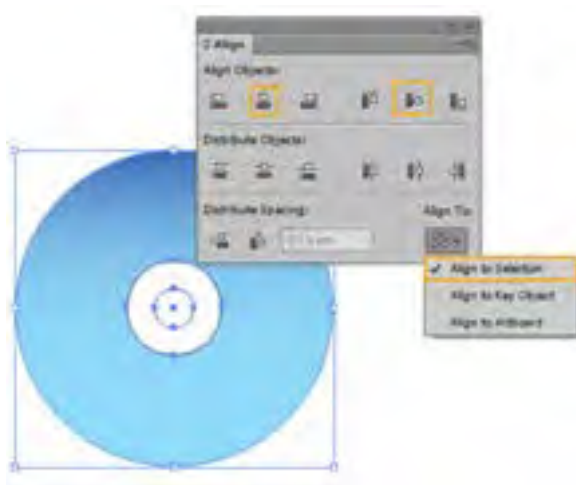 Align
Align Objects:
Distribute Objects:
Distribute Spacing: Align To:
Align to Selection
Align to Key Object
Align to Artboard